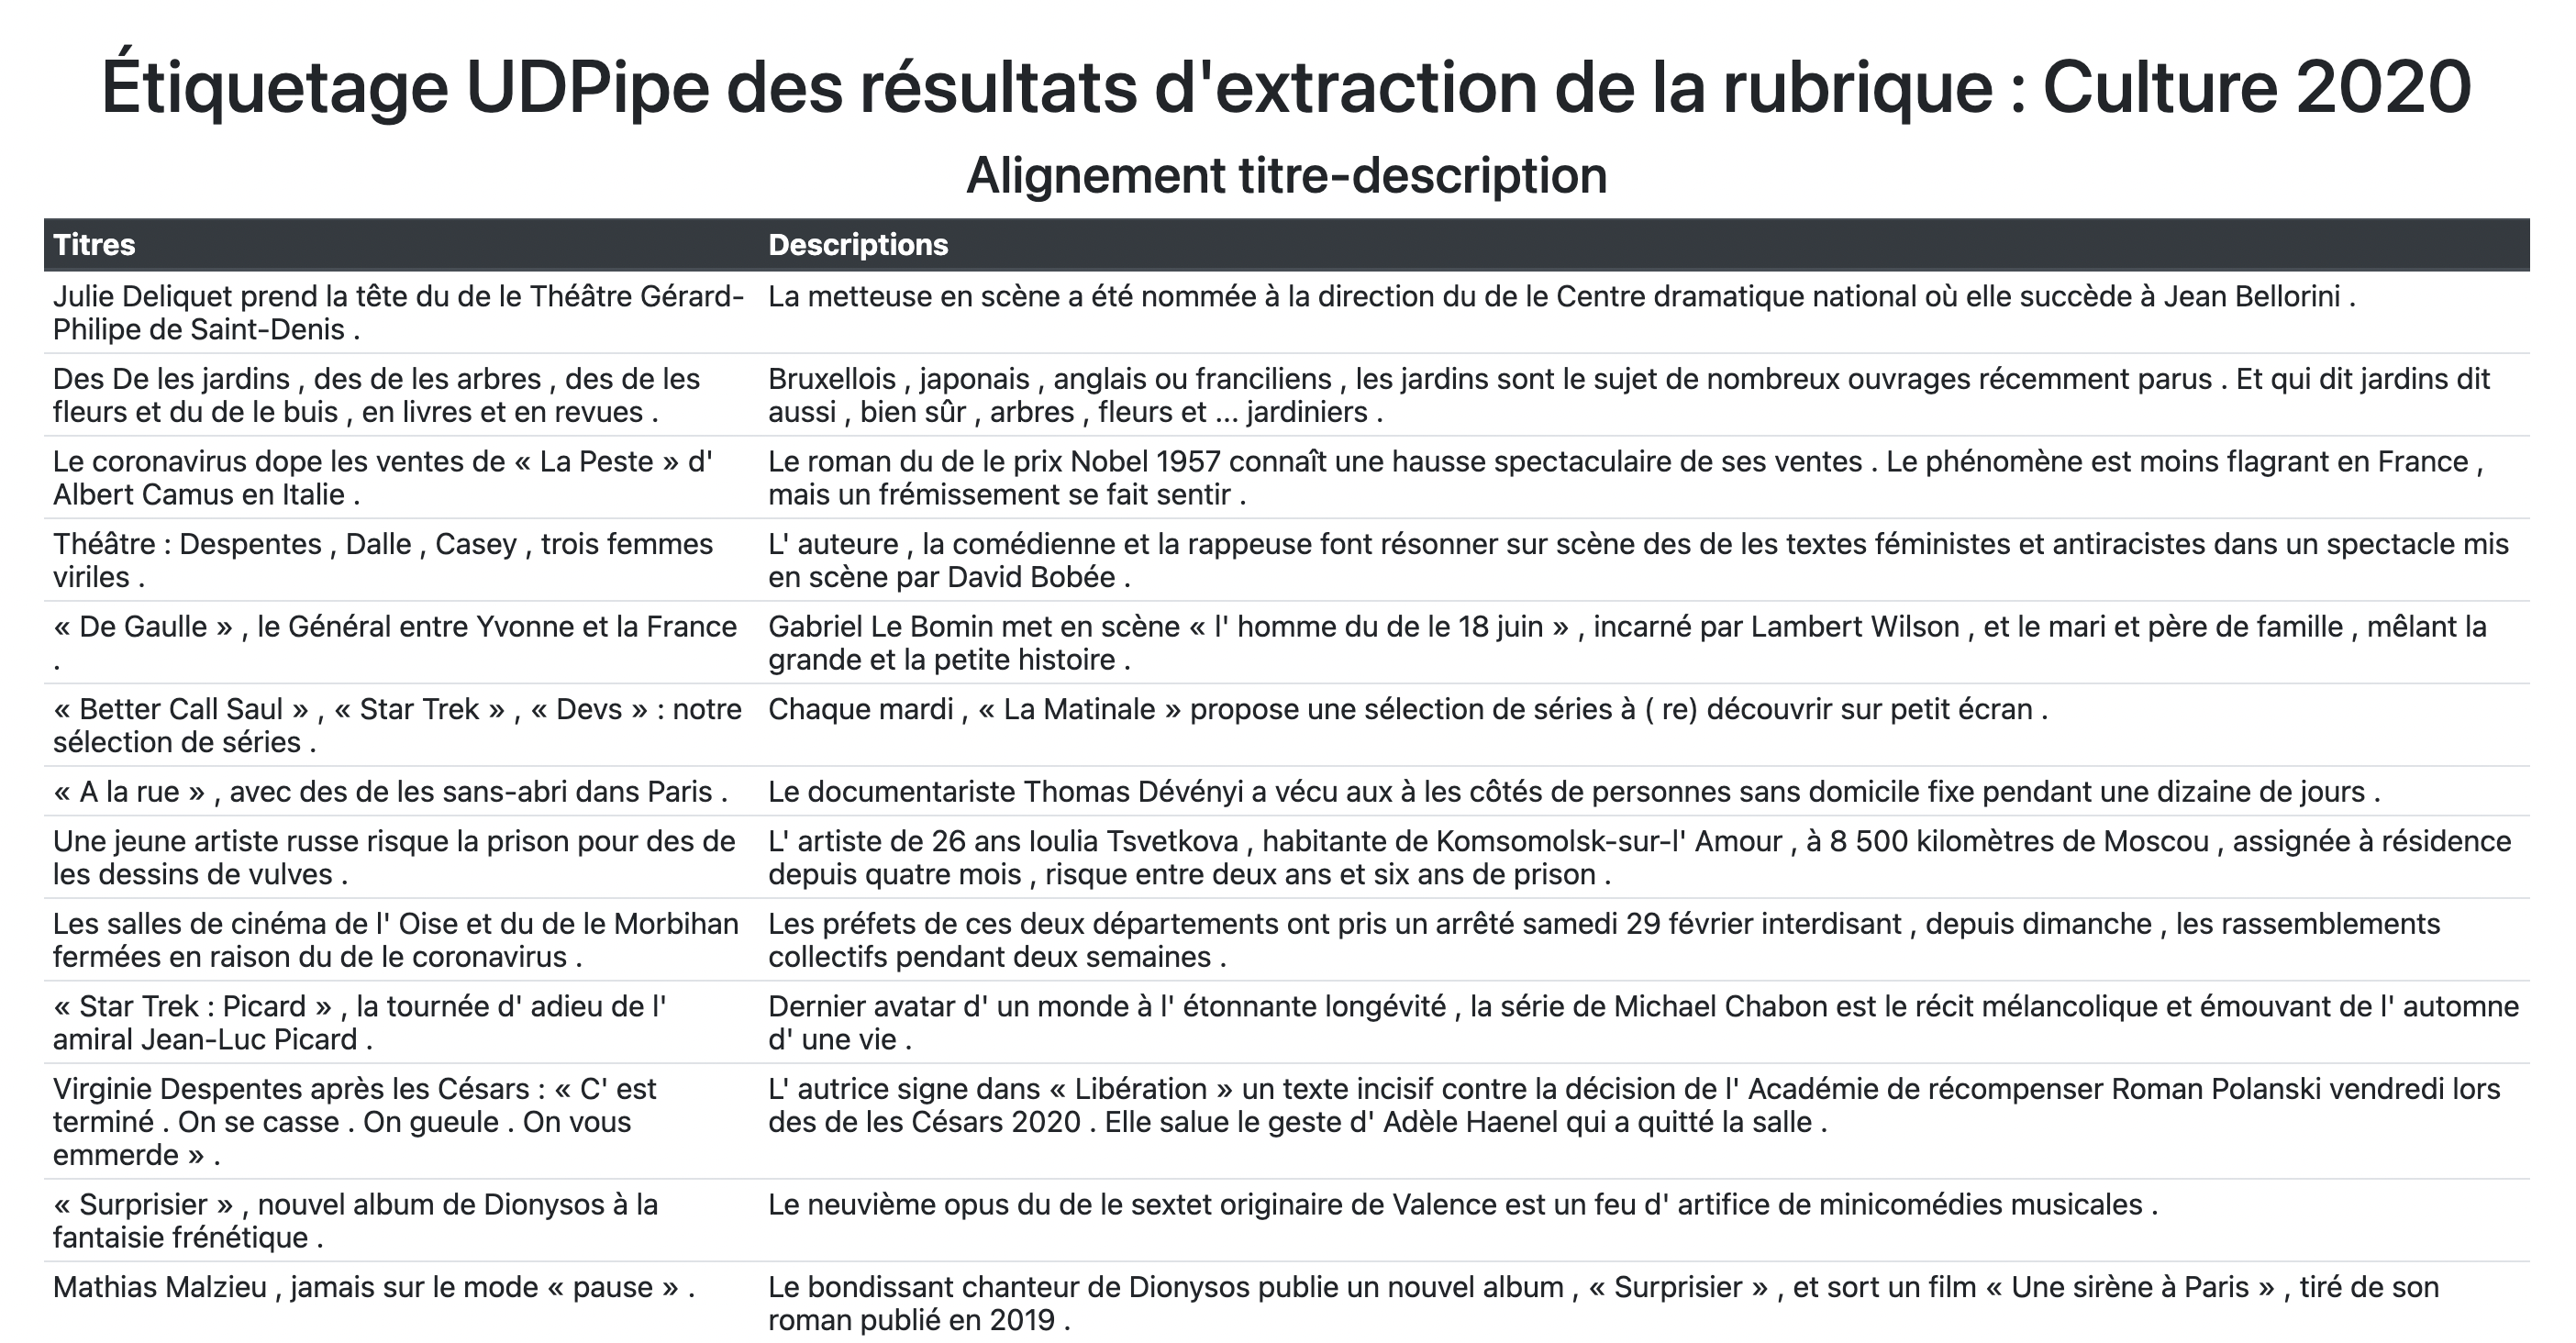 Étiquetage UDPipe des résultats d'extraction de la rubrique : Culture 2020
Alignement titre-description
Titres Descriptions
Julie Deliquet prend la tête du de le Théâtre Gérard-
Philipe de Saint-Denis .
La metteuse en scène a été nommée à la direction du de le Centre dramatique national où elle succède à Jean Bellorini .
Des De les jardins , des de les arbres , des de les
fleurs et du de le buis , en livres et en revues .
Bruxellois , japonais , anglais ou franciliens , les jardins sont le sujet de nombreux ouvrages récemment parus . Et qui dit jardins dit
aussi , bien sûr , arbres , fleurs et ... jardiniers .
Le coronavirus dope les ventes de « La Peste » d'
Albert Camus en Italie .
Le roman du de le prix Nobel 1957 connaît une hausse spectaculaire de ses ventes . Le phénomène est moins flagrant en France ,
mais un frémissement se fait sentir .
Théâtre : Despentes , Dalle , Casey , trois femmes
viriles .
L' auteure , la comédienne et la rappeuse font résonner sur scène des de les textes féministes et antiracistes dans un spectacle mis
en scène par David Bobée .
« De Gaulle » , le Général entre Yvonne et la France
.
Gabriel Le Bomin met en scène « l' homme du de le 18 juin » , incarné par Lambert Wilson , et le mari et père de famille , mêlant la
grande et la petite histoire .
« Better Call Saul » , « Star Trek » , « Devs » : notre
sélection de séries .
Chaque mardi , « La Matinale » propose une sélection de séries à ( re) découvrir sur petit écran .
« A la rue » , avec des de les sans-abri dans Paris .
Le documentariste Thomas Dévényi a vécu aux à les côtés de personnes sans domicile fixe pendant une dizaine de jours .
Une jeune artiste russe risque la prison pour des de
les dessins de vulves .
L' artiste de 26 ans Ioulia Tsvetkova , habitante de Komsomolsk-sur-l' Amour , à 8 500 kilomètres de Moscou , assignée à résidence
depuis quatre mois , risque entre deux ans et six ans de prison .
Les salles de cinéma de l' Oise et du de le Morbihan
fermées en raison du de le coronavirus .
Les préfets de ces deux départements ont pris un arrêté samedi 29 février interdisant , depuis dimanche , les rassemblements
collectifs pendant deux semaines .
« Star Trek : Picard » , la tournée d' adieu de l'
amiral Jean-Luc Picard .
Dernier avatar d' un monde à l' étonnante longévité , la série de Michael Chabon est le récit mélancolique et émouvant de l' automne
d' une vie .
Virginie Despentes après les Césars : « C' est
terminé . On se casse . On gueule . On vous
emmerde » .
L' autrice signe dans « Libération » un texte incisif contre la décision de l' Académie de récompenser Roman Polanski vendredi lors
des de les Césars 2020 . Elle salue le geste d' Adèle Haenel qui a quitté la salle .
« Surprisier » , nouvel album de Dionysos à la
fantaisie frénétique .
Le neuvième opus du de le sextet originaire de Valence est un feu d' artifice de minicomédies musicales .
Mathias Malzieu , jamais sur le mode « pause » .
Le bondissant chanteur de Dionysos publie un nouvel album , « Surprisier » , et sort un film « Une sirène à Paris » , tiré de son
roman publié en 2019 .